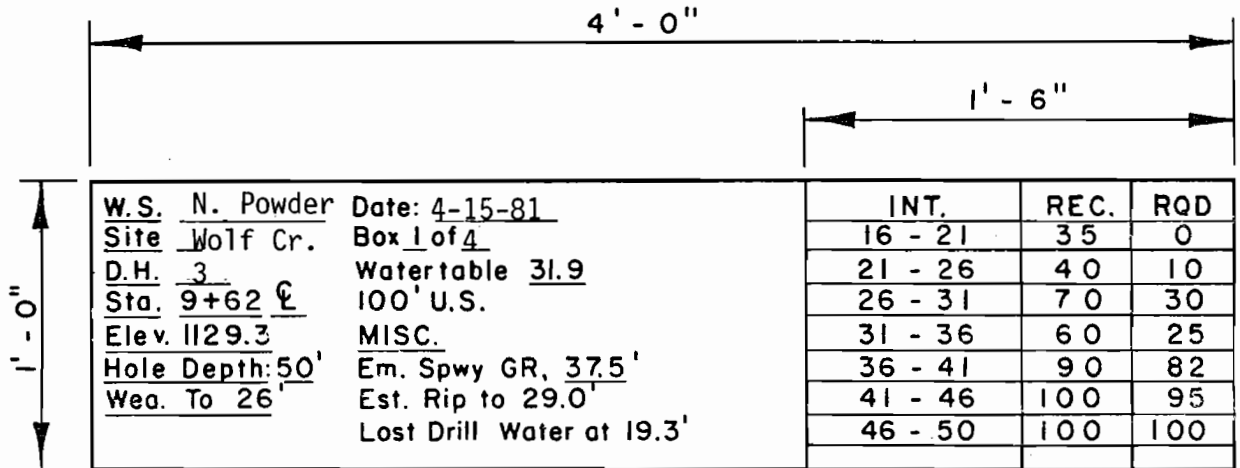 4'-0"
1'-6"
1'-0"
W.S. N. Powder Date: 4-15-81
Site Wolf Cr. Box 1 of 4
D.H. 3 Watertable 31.9
Sta. 9+62 ℄ 100' U.S.
Elev. 1129.3 MISC.
Hole Depth: 50' Em. Spwy GR, 37.5'
Wea. To 26' Est. Rip to 29.0'
Lost Drill Water at 19.3'
INT. REC. RQD
16 - 21 35 0
21 - 26 40 10
26 - 31 70 30
31 - 36 60 25
36 - 41 90 82
41 - 46 100 95
46 - 50 100 100